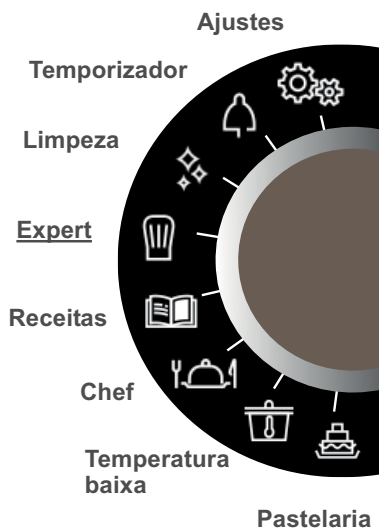 Ajustes
Temporizador
Limpeza
Expert
Receitas
Chef
Temperatura
baixa
Pastelaria